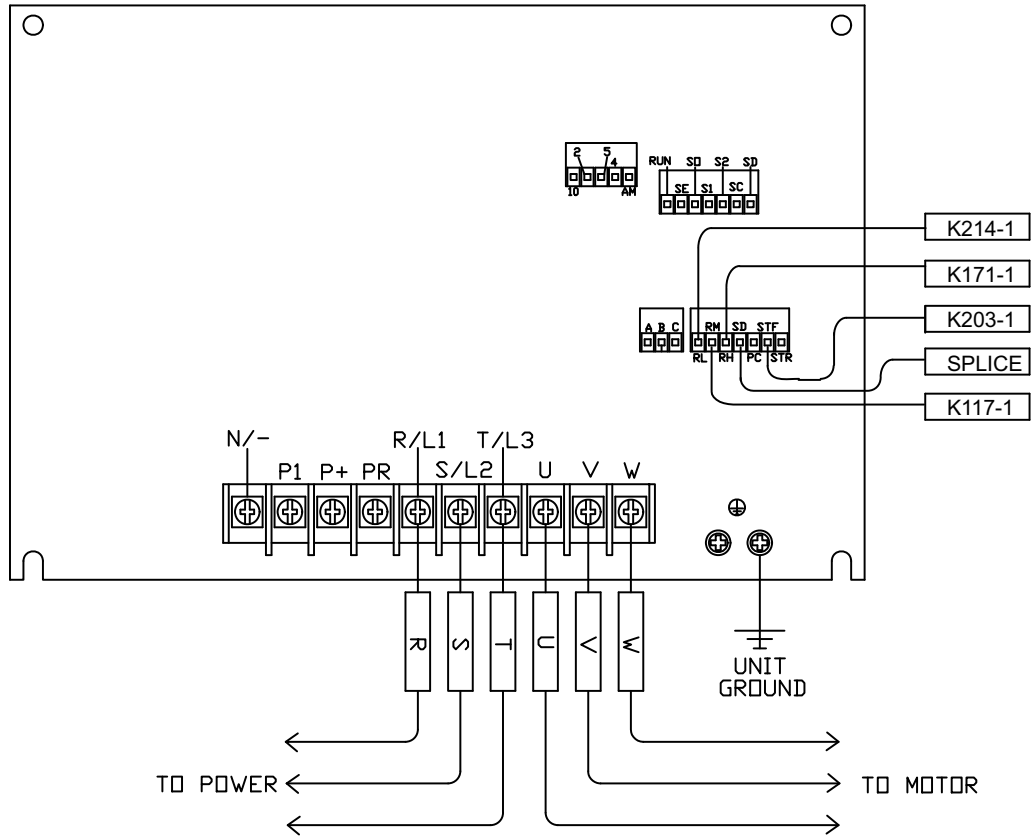 2 5
4
10 AM
RUN S0 S2 SD
SE S1 SC
K214-1
K171-1
K203-1
SPLICE
K117-1
A B C
RM SD STF
RL RH PC STR
N/- R/L1 T/L3
P1 P+ PR S/L2 U V W
R S T U V W
UNIT
GROUND
TO POWER
TO MOTOR